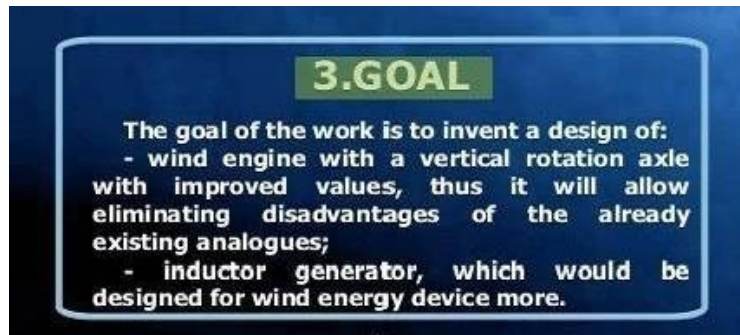 3.GOAL
The goal of the work is to invent a design of:
- wind engine with a vertical rotation axle
with improved values, thus it will allow
eliminating disadvantages of the already
existing analogues;
- inductor generator, which would be
designed for wind energy device more.